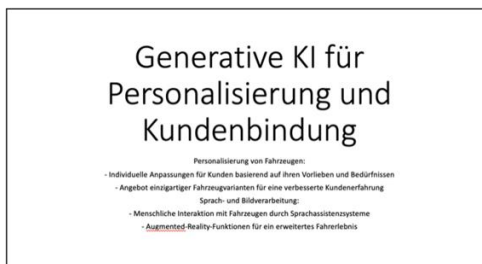 Generative KI für
Personalisierung und
Kundenbindung
Personalisierung von Fahrzeugen:
- Individuelle Anpassungen für Kunden basierend auf ihren Vorlieben und Bedürfnissen
- Angebot einzigartiger Fahrzeugvarianten für eine verbesserte Kundenerfahrung
Sprach- und Bildverarbeitung:
- Menschliche Interaktion mit Fahrzeugen durch Sprachassistenzsysteme
- Augmented-Reality-Funktionen für ein erweitertes Fahrerlebnis